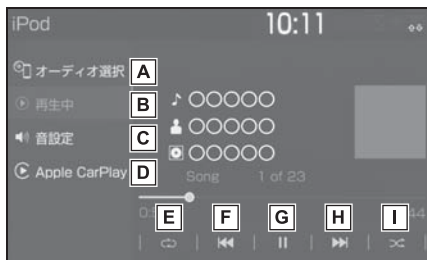 iPod 10:11
オーディオ選択 A
再生中 B
音設定 C
Apple CarPlay D
○○○○○
○○○○○
○○○○○
Song 1 of 23
E F G H I